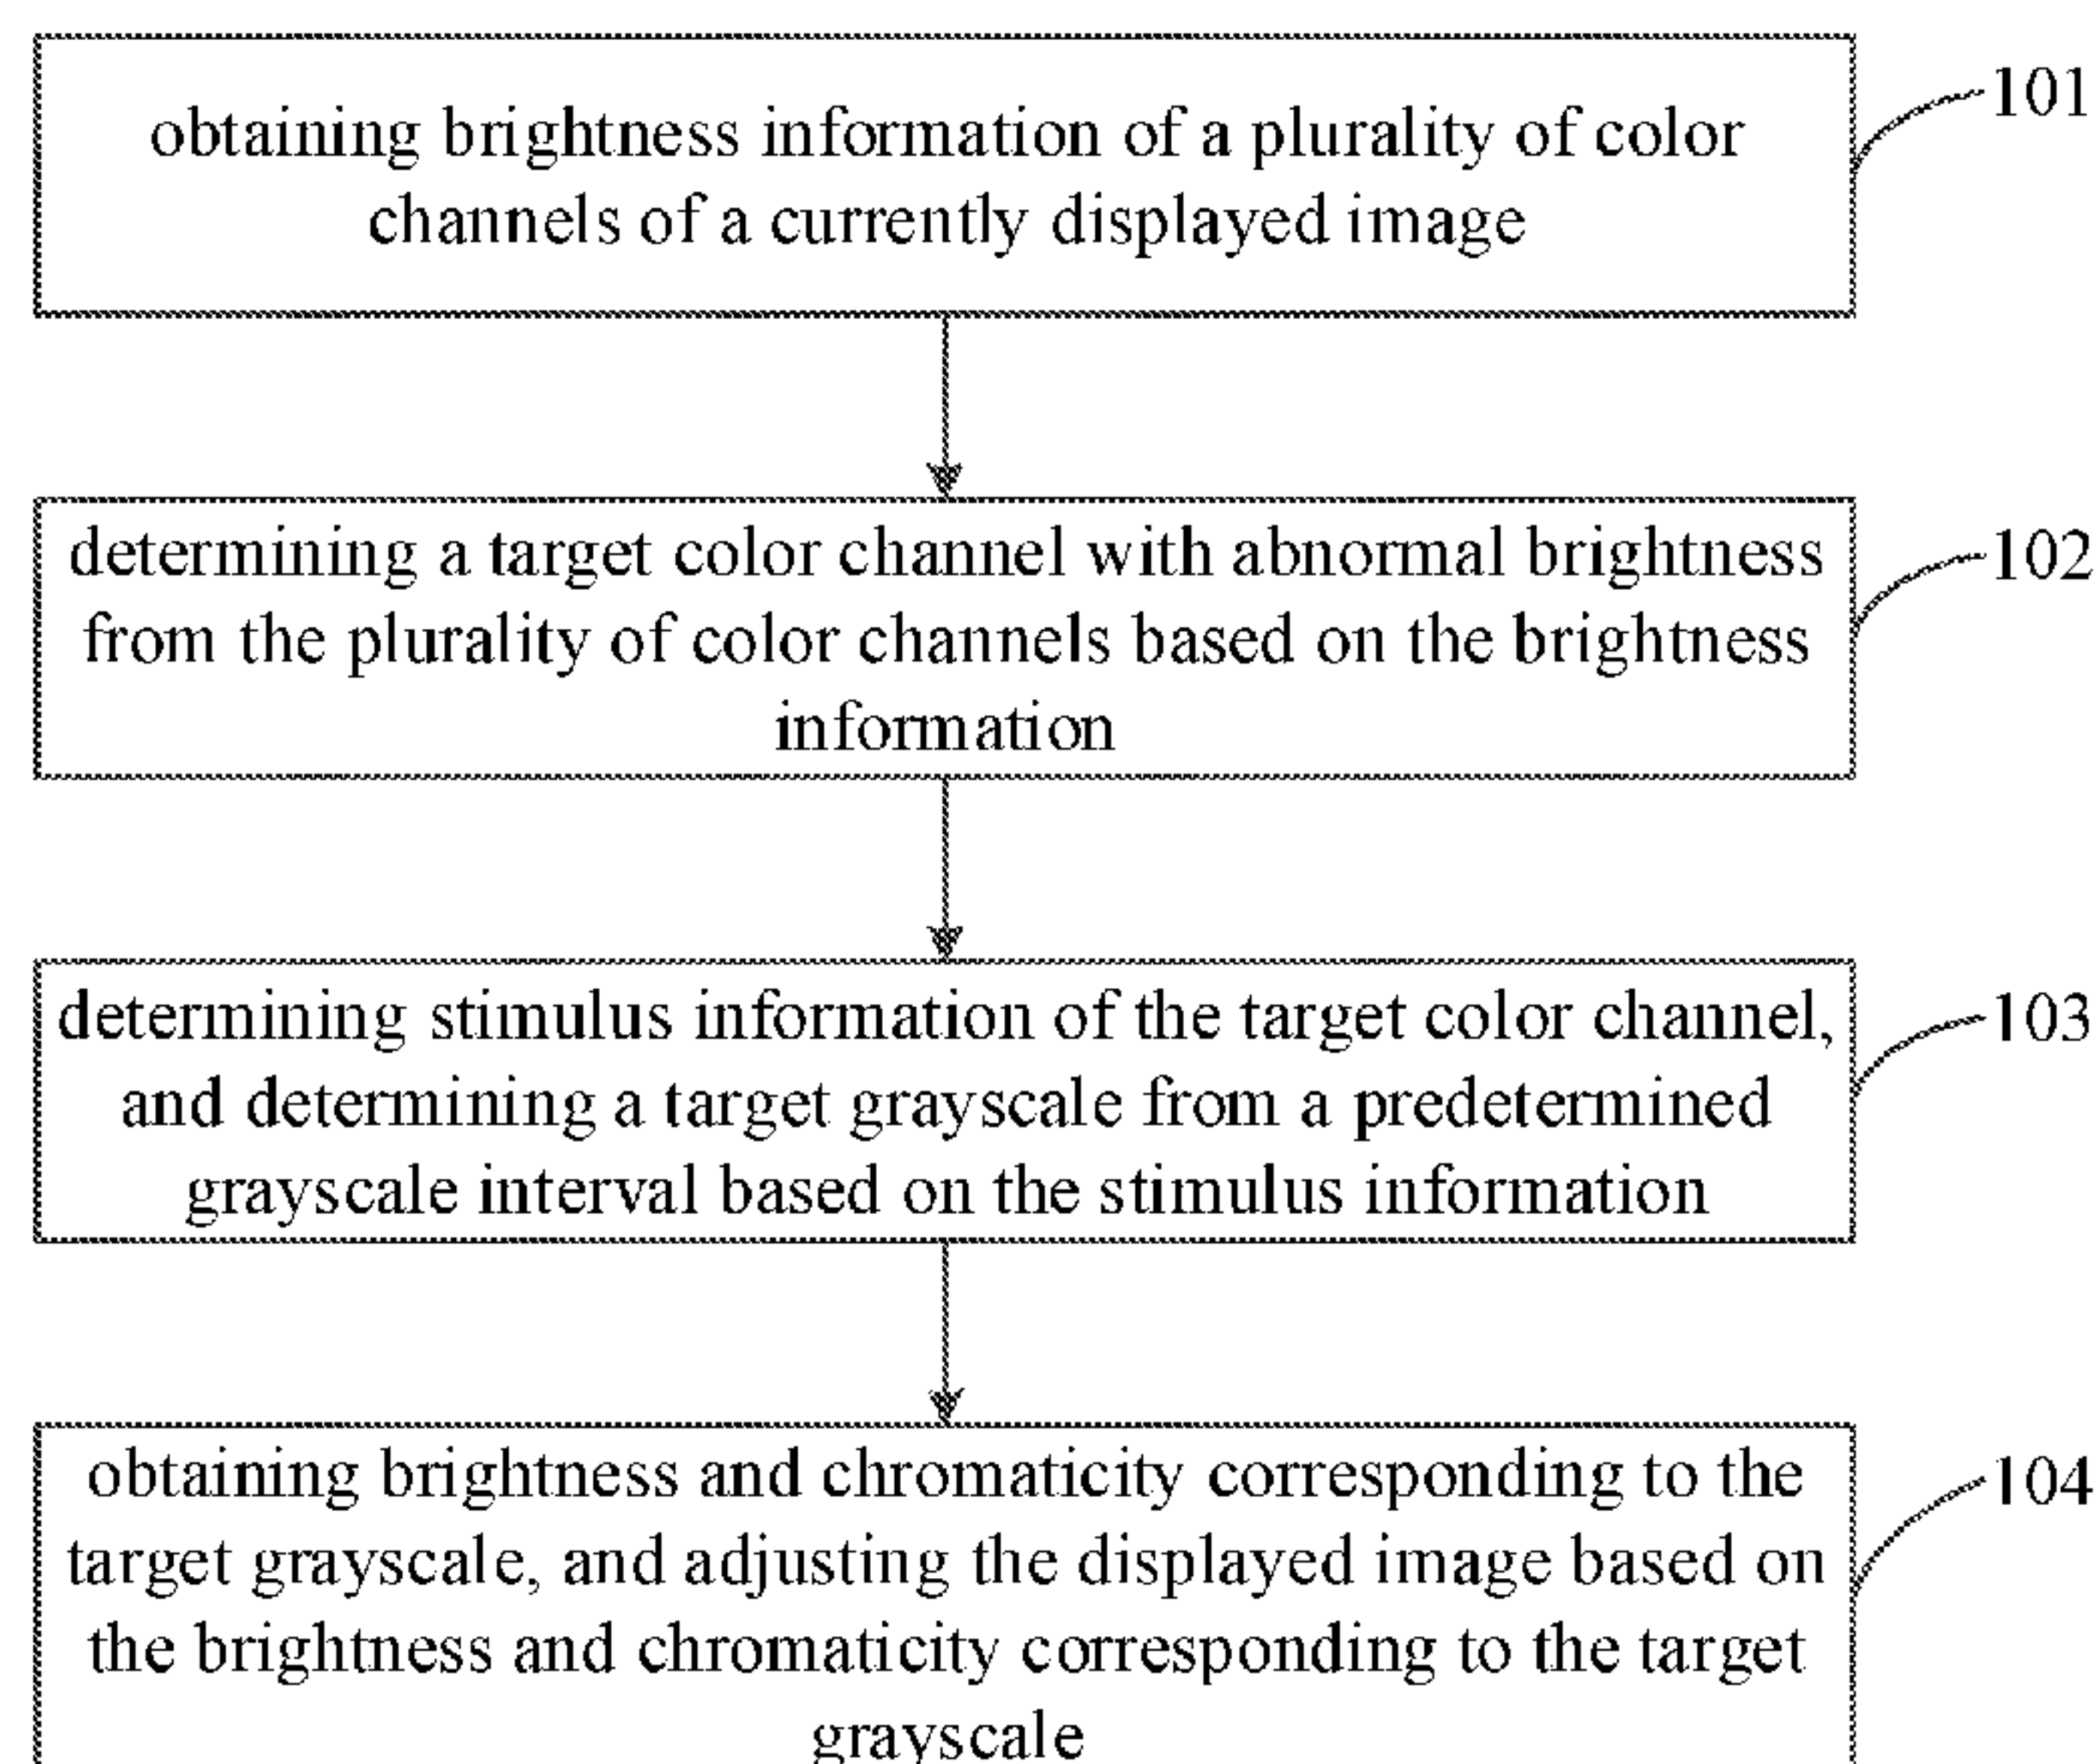 obtaining brightness information of a plurality of color
channels of a currently displayed image
101
determining a target color channel with abnormal brightness
from the plurality of color channels based on the brightness
information
102
determining stimulus information of the target color channel,
and determining a target grayscale from a predetermined
grayscale interval based on the stimulus information
103
obtaining brightness and chromaticity corresponding to the
target grayscale, and adjusting the displayed image based on
the brightness and chromaticity corresponding to the target
grayscale
104